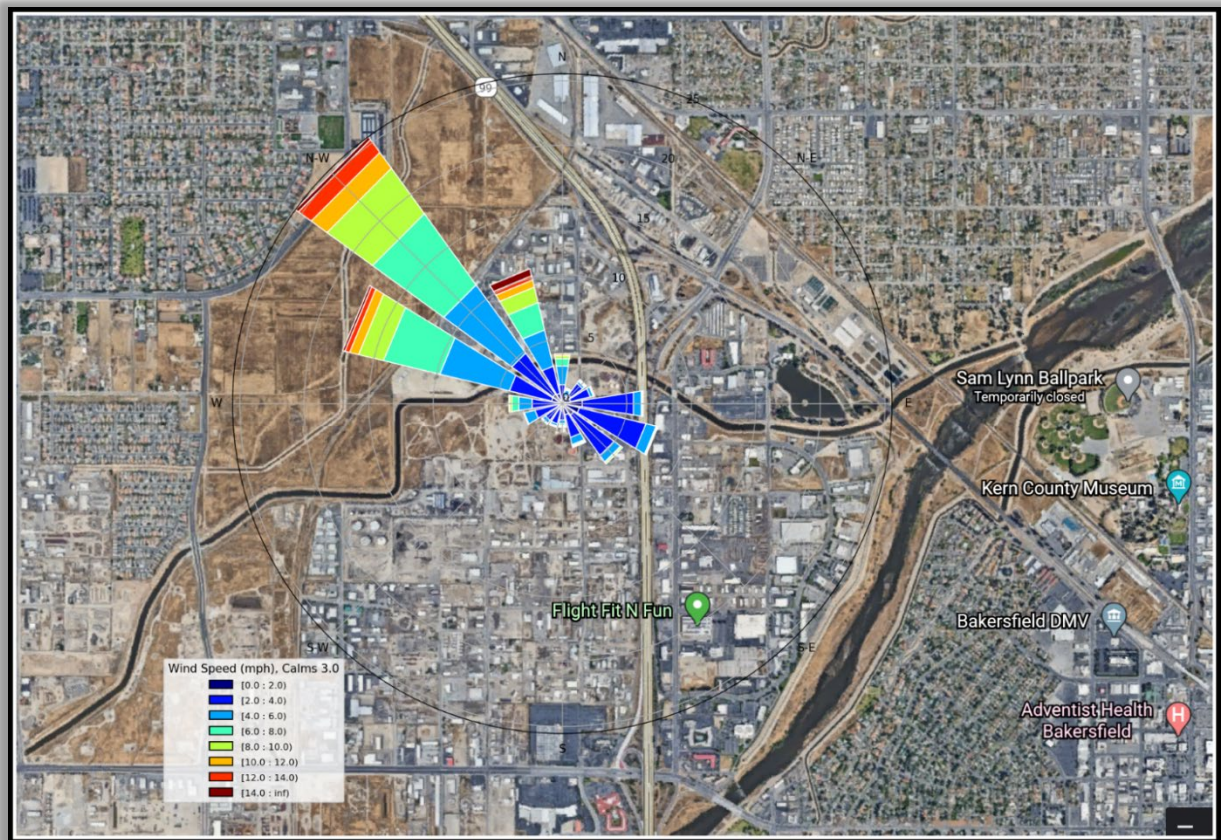 N
99
25
N-W
20
N-E
15
10
5
0
W
E
Sam Lynn Ballpark
Temporarily closed
Kern County Museum
Flight Fit N Fun
Bakersfield DMV
S-W
S-E
Wind Speed (mph), Calms 3.0
[0.0 : 2.0)
[2.0 : 4.0)
[4.0 : 6.0)
[6.0 : 8.0)
[8.0 : 10.0)
[10.0 : 12.0)
[12.0 : 14.0)
[14.0 : inf)
Adventist Health
Bakersfield
H
S